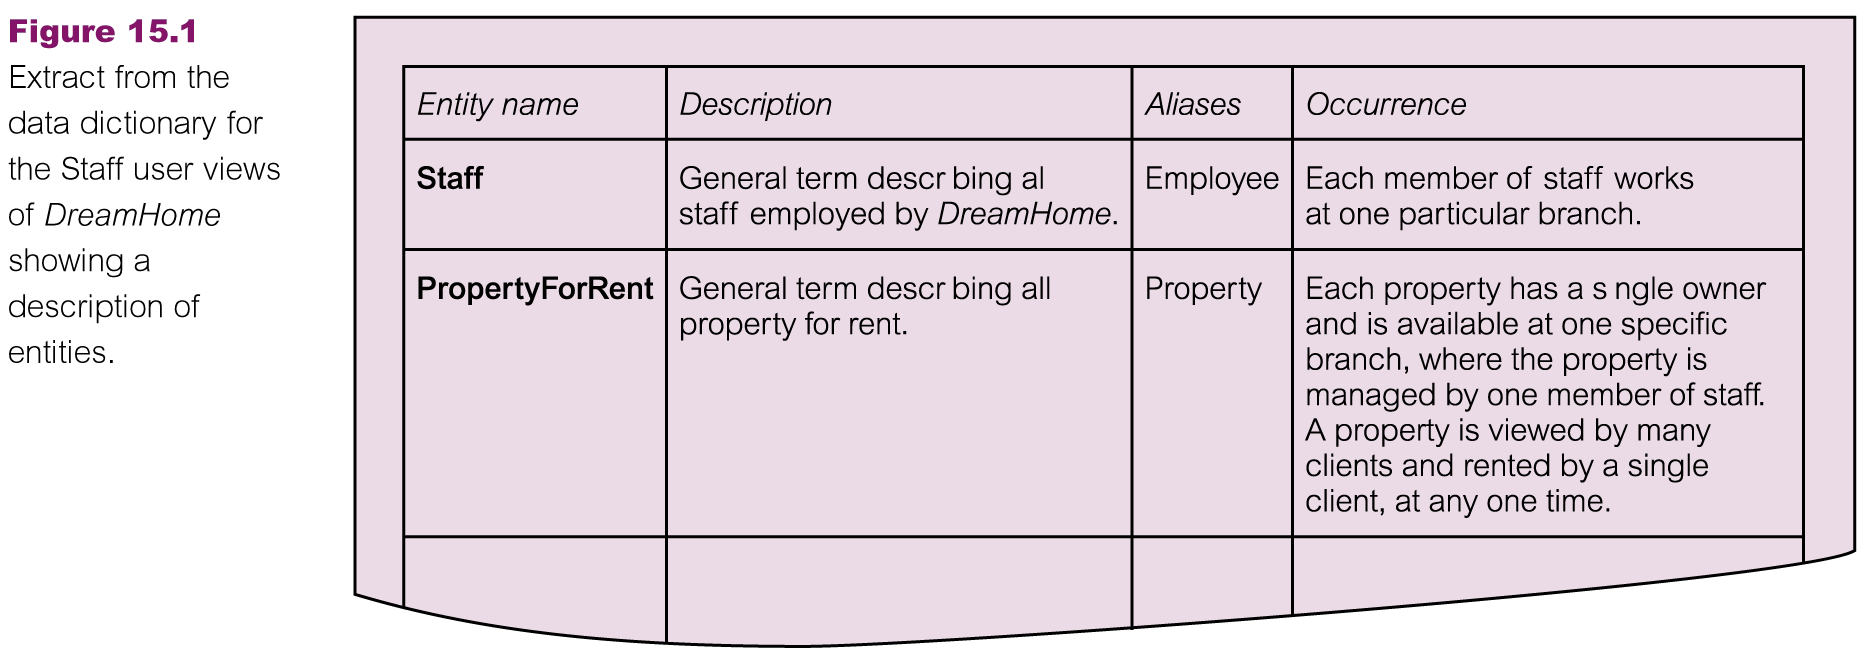 Figure 15.1
Extract from the
data dictionary for
the Staff user views
of DreamHome
showing a
description of
entities.
Entity name Description Aliases Occurrence
Staff
General term descr bing al
staff employed by DreamHome.
Employee
Each member of staff works
at one particular branch.
PropertyForRent
General term descr bing all
property for rent.
Property
Each property has a s ngle owner
and is available at one specific
branch, where the property is
managed by one member of staff.
A property is viewed by many
clients and rented by a single
client, at any one time.